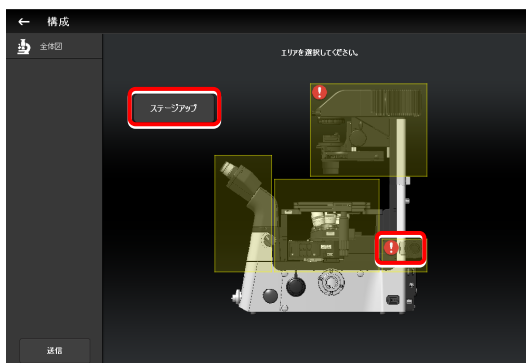 ← 構成
全体図
エリアを選択してください。
ステージアップ
送信